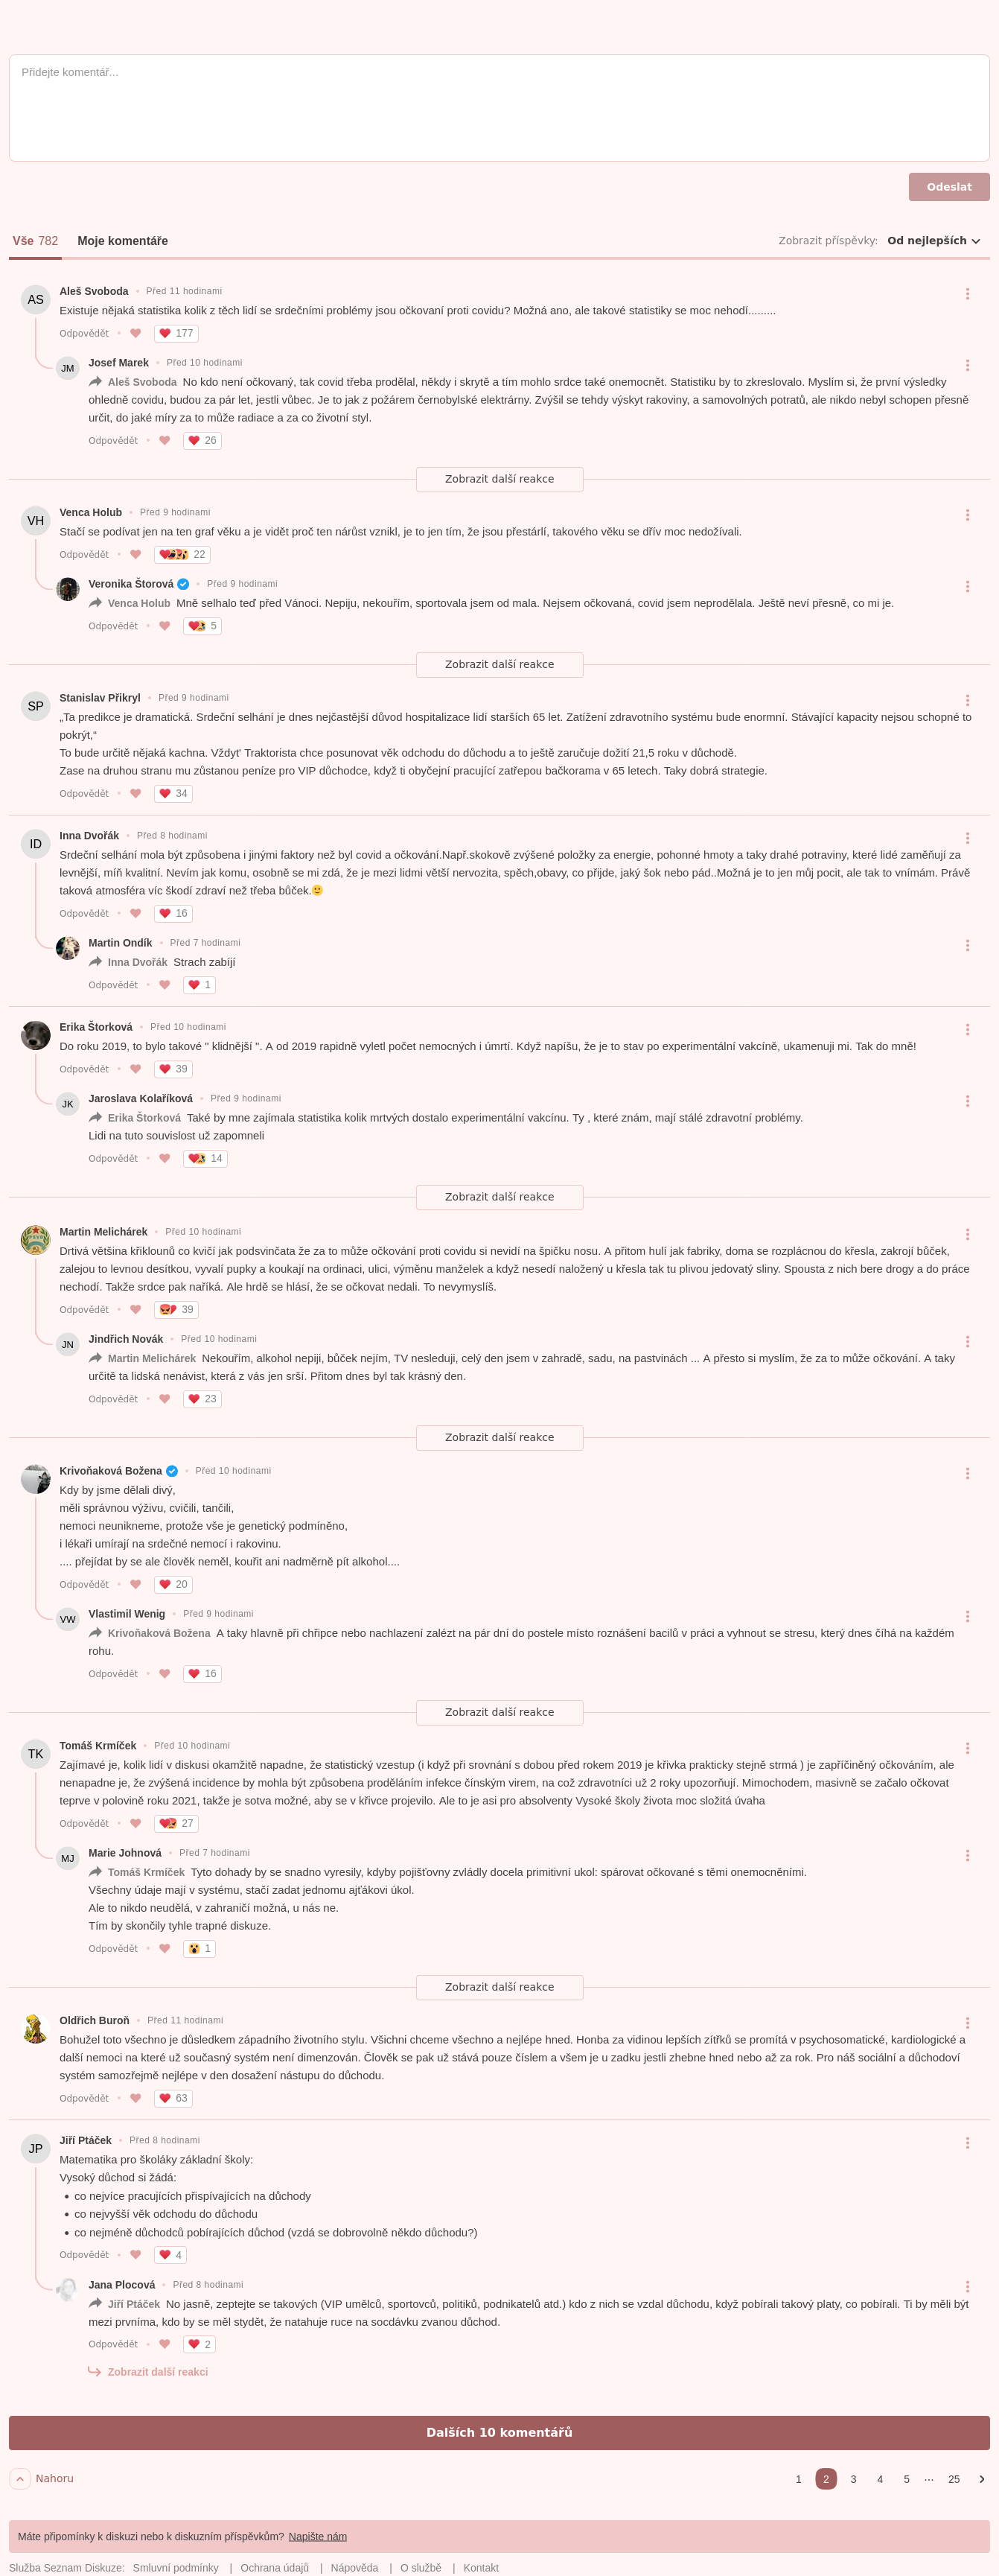 Přidejte komentář...
Odeslat
Vše 782 Moje komentáře Zobrazit příspěvky: Od nejlepších
AS Aleš Svoboda • Před 11 hodinami
Existuje nějaká statistika kolik z těch lidí se srdečními problémy jsou očkovaní proti covidu? Možná ano, ale takové statistiky se moc nehodí.........
Odpovědět • 177
JM Josef Marek • Před 10 hodinami
Aleš Svoboda No kdo není očkovaný, tak covid třeba prodělal, někdy i skrytě a tím mohlo srdce také onemocnět. Statistiku by to zkreslovalo. Myslím si, že první výsledky
ohledně covidu, budou za pár let, jestli vůbec. Je to jak z požárem černobylské elektrárny. Zvýšil se tehdy výskyt rakoviny, a samovolných potratů, ale nikdo nebyl schopen přesně
určit, do jaké míry za to může radiace a za co životní styl.
Odpovědět • 26
Zobrazit další reakce
VH Venca Holub • Před 9 hodinami
Stačí se podívat jen na ten graf věku a je vidět proč ten nárůst vznikl, je to jen tím, že jsou přestárlí, takového věku se dřív moc nedožívali.
Odpovědět • 22
Veronika Štorová • Před 9 hodinami
Venca Holub Mně selhalo teď před Vánoci. Nepiju, nekouřím, sportovala jsem od mala. Nejsem očkovaná, covid jsem neprodělala. Ještě neví přesně, co mi je.
Odpovědět • 5
Zobrazit další reakce
SP Stanislav Přikryl • Před 9 hodinami
„Ta predikce je dramatická. Srdeční selhání je dnes nejčastější důvod hospitalizace lidí starších 65 let. Zatížení zdravotního systému bude enormní. Stávající kapacity nejsou schopné to
pokrýt,“
To bude určitě nějaká kachna. Vždyt' Traktorista chce posunovat věk odchodu do důchodu a to ještě zaručuje dožití 21,5 roku v důchodě.
Zase na druhou stranu mu zůstanou peníze pro VIP důchodce, když ti obyčejní pracující zatřepou bačkorama v 65 letech. Taky dobrá strategie.
Odpovědět • 34
ID Inna Dvořák • Před 8 hodinami
Srdeční selhání mola být způsobena i jinými faktory než byl covid a očkování.Např.skokově zvýšené položky za energie, pohonné hmoty a taky drahé potraviny, které lidé zaměňují za
levnější, míň kvalitní. Nevím jak komu, osobně se mi zdá, že je mezi lidmi větší nervozita, spěch,obavy, co přijde, jaký šok nebo pád..Možná je to jen můj pocit, ale tak to vnímám. Právě
taková atmosféra víc škodí zdraví než třeba bůček.🙂
Odpovědět • 16
Martin Ondík • Před 7 hodinami
Inna Dvořák Strach zabíjí
Odpovědět • 1
Erika Štorková • Před 10 hodinami
Do roku 2019, to bylo takové " klidnější ". A od 2019 rapidně vyletl počet nemocných i úmrtí. Když napíšu, že je to stav po experimentální vakcíně, ukamenuji mi. Tak do mně!
Odpovědět • 39
JK Jaroslava Kolaříková • Před 9 hodinami
Erika Štorková Také by mne zajímala statistika kolik mrtvých dostalo experimentální vakcínu. Ty , které znám, mají stálé zdravotní problémy.
Lidi na tuto souvislost už zapomneli
Odpovědět • 14
Zobrazit další reakce
Martin Melichárek • Před 10 hodinami
Drtivá většina křiklounů co kvičí jak podsvinčata že za to může očkování proti covidu si nevidí na špičku nosu. A přitom hulí jak fabriky, doma se rozplácnou do křesla, zakrojí bůček,
zalejou to levnou desítkou, vyvalí pupky a koukají na ordinaci, ulici, výměnu manželek a když nesedí naložený u křesla tak tu plivou jedovatý sliny. Spousta z nich bere drogy a do práce
nechodí. Takže srdce pak naříká. Ale hrdě se hlásí, že se očkovat nedali. To nevymyslíš.
Odpovědět • 39
JN Jindřich Novák • Před 10 hodinami
Martin Melichárek Nekouřím, alkohol nepiji, bůček nejím, TV nesleduji, celý den jsem v zahradě, sadu, na pastvinách ... A přesto si myslím, že za to může očkování. A taky
určitě ta lidská nenávist, která z vás jen srší. Přitom dnes byl tak krásný den.
Odpovědět • 23
Zobrazit další reakce
Krivoňaková Božena • Před 10 hodinami
Kdy by jsme dělali divý,
měli správnou výživu, cvičili, tančili,
nemoci neunikneme, protože vše je genetický podmíněno,
i lékaři umírají na srdečné nemocí i rakovinu.
.... přejídat by se ale člověk neměl, kouřit ani nadměrně pít alkohol....
Odpovědět • 20
VW Vlastimil Wenig • Před 9 hodinami
Krivoňaková Božena A taky hlavně při chřipce nebo nachlazení zalézt na pár dní do postele místo roznášení bacilů v práci a vyhnout se stresu, který dnes číhá na každém
rohu.
Odpovědět • 16
Zobrazit další reakce
TK Tomáš Krmíček • Před 10 hodinami
Zajímavé je, kolik lidí v diskusi okamžitě napadne, že statistický vzestup (i když při srovnání s dobou před rokem 2019 je křivka prakticky stejně strmá ) je zapříčiněný očkováním, ale
nenapadne je, že zvýšená incidence by mohla být způsobena proděláním infekce čínským virem, na což zdravotníci už 2 roky upozorňují. Mimochodem, masivně se začalo očkovat
teprve v polovině roku 2021, takže je sotva možné, aby se v křivce projevilo. Ale to je asi pro absolventy Vysoké školy života moc složitá úvaha
Odpovědět • 27
MJ Marie Johnová • Před 7 hodinami
Tomáš Krmíček Tyto dohady by se snadno vyresily, kdyby pojišťovny zvládly docela primitivní ukol: spárovat očkované s těmi onemocněními.
Všechny údaje mají v systému, stačí zadat jednomu ajťákovi úkol.
Ale to nikdo neudělá, v zahraničí možná, u nás ne.
Tím by skončily tyhle trapné diskuze.
Odpovědět • 1
Zobrazit další reakce
Oldřich Buroň • Před 11 hodinami
Bohužel toto všechno je důsledkem západního životního stylu. Všichni chceme všechno a nejlépe hned. Honba za vidinou lepších zítřků se promítá v psychosomatické, kardiologické a
další nemoci na které už současný systém není dimenzován. Člověk se pak už stává pouze číslem a všem je u zadku jestli zhebne hned nebo až za rok. Pro náš sociální a důchodoví
systém samozřejmě nejlépe v den dosažení nástupu do důchodu.
Odpovědět • 63
JP Jiří Ptáček • Před 8 hodinami
Matematika pro školáky základní školy:
Vysoký důchod si žádá:
• co nejvíce pracujících přispívajících na důchody
• co nejvyšší věk odchodu do důchodu
• co nejméně důchodců pobírajících důchod (vzdá se dobrovolně někdo důchodu?)
Odpovědět • 4
Jana Plocová • Před 8 hodinami
Jiří Ptáček No jasně, zeptejte se takových (VIP umělců, sportovců, politiků, podnikatelů atd.) kdo z nich se vzdal důchodu, když pobírali takový platy, co pobírali. Ti by měli být
mezi prvníma, kdo by se měl stydět, že natahuje ruce na socdávku zvanou důchod.
Odpovědět • 2
Zobrazit další reakci
Dalších 10 komentářů
Nahoru 1 2 3 4 5 ··· 25
Máte připomínky k diskuzi nebo k diskuzním příspěvkům? Napište nám
Služba Seznam Diskuze: Smluvní podmínky | Ochrana údajů | Nápověda | O službě | Kontakt